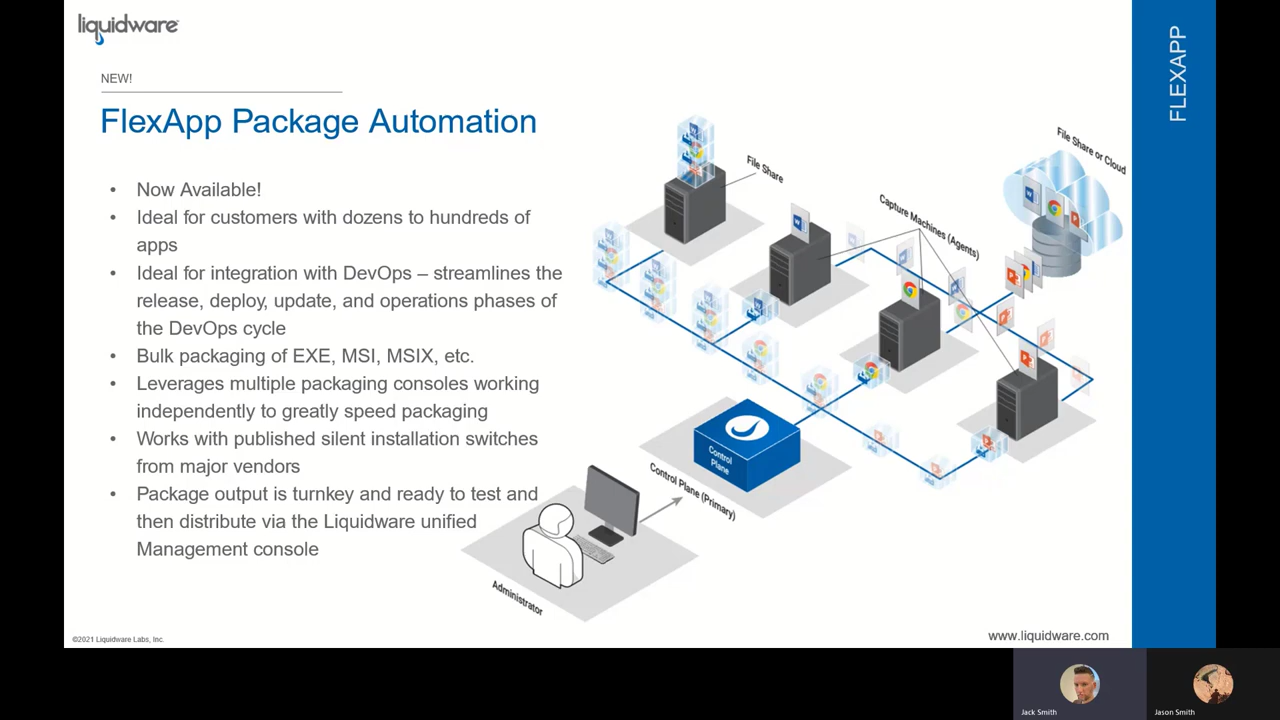 liquidware
FLEXAPP
NEW!
FlexApp Package Automation
• Now Available!
• Ideal for customers with dozens to hundreds of
apps
• Ideal for integration with DevOps – streamlines the
release, deploy, update, and operations phases of
the DevOps cycle
• Bulk packaging of EXE, MSI, MSIX, etc.
• Leverages multiple packaging consoles working
independently to greatly speed packaging
• Works with published silent installation switches
from major vendors
• Package output is turnkey and ready to test and
then distribute via the Liquidware unified
Management console
File Share
Capture Machines (Agents)
File Share or Cloud
Control
Plane
Control Plane (Primary)
Administrator
©2021 Liquidware Labs, Inc.
www.liquidware.com
Jack Smith
Jason Smith